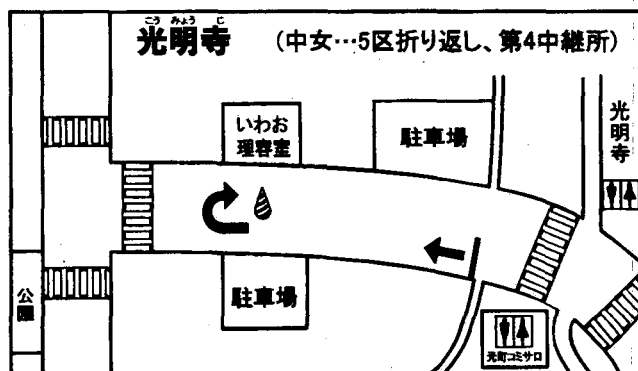 こうみょうじ
光明寺 (中女…5区折り返し、第4中継所)
いわお
理容室
駐車場
光明寺
公園
駐車場
元町コミサロ